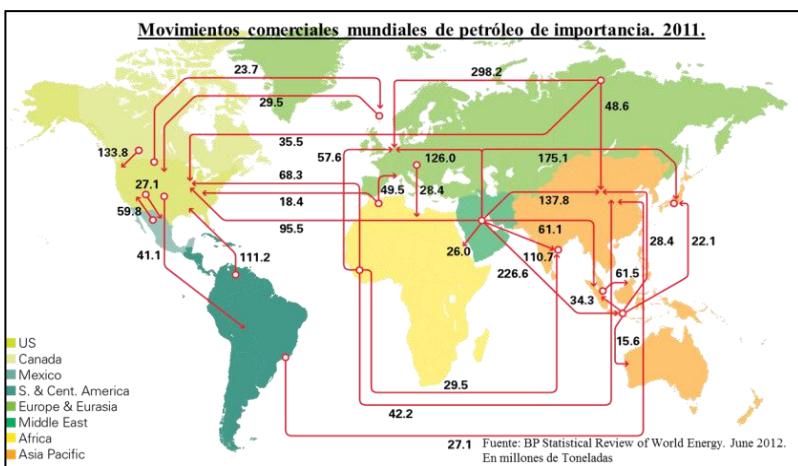 Movimientos comerciales mundiales de petróleo de importancia. 2011.
23.7
298.2
29.5
48.6
35.5
133.8
57.6
126.0
175.1
68.3
27.1
49.5
28.4
137.8
18.4
59.8
95.5
61.1
41.1
111.2
26.0
110.7
28.4
22.1
226.6
61.5
34.3
15.6
US
Canada
Mexico
S. & Cent. America
Europe & Eurasia
Middle East
Africa
Asia Pacific
29.5
42.2
27.1
Fuente: BP Statistical Review of World Energy. June 2012.
En millones de Toneladas